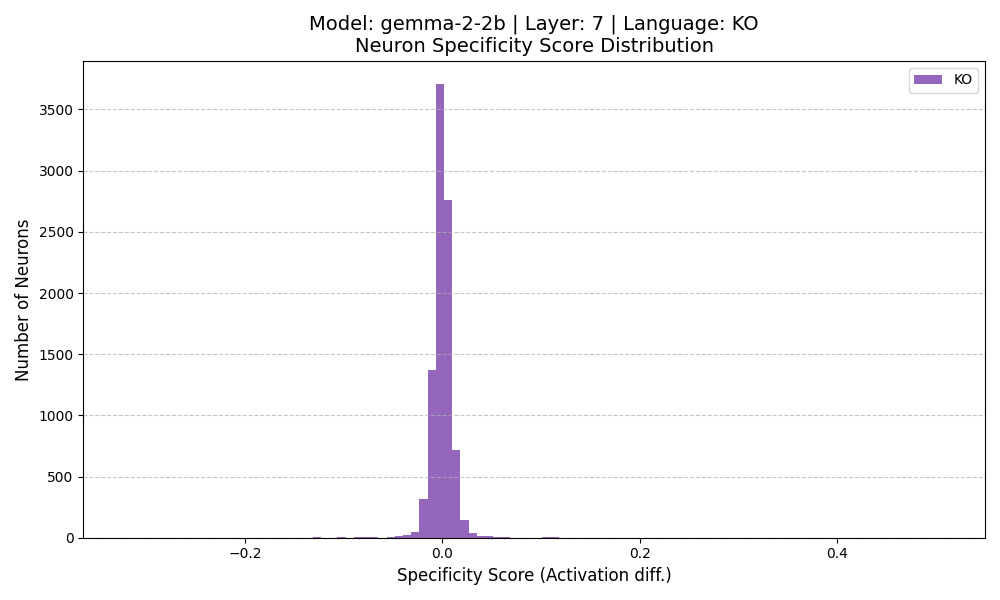 Model: gemma-2-2b | Layer: 7 | Language: KO
Neuron Specificity Score Distribution
KO
Number of Neurons
3500
3000
2500
2000
1500
1000
500
0
−0.2
0.0
0.2
0.4
Specificity Score (Activation diff.)